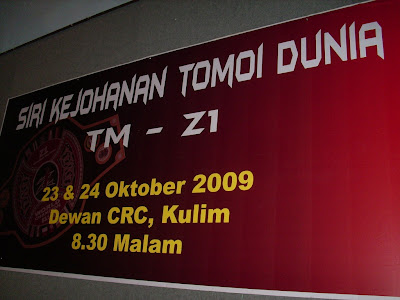 SIRI KEJOHANAN TOMOI DUNIA
TM - Z1
23 & 24 Oktober 2009
Dewan CRC, Kulim
8.30 Malam